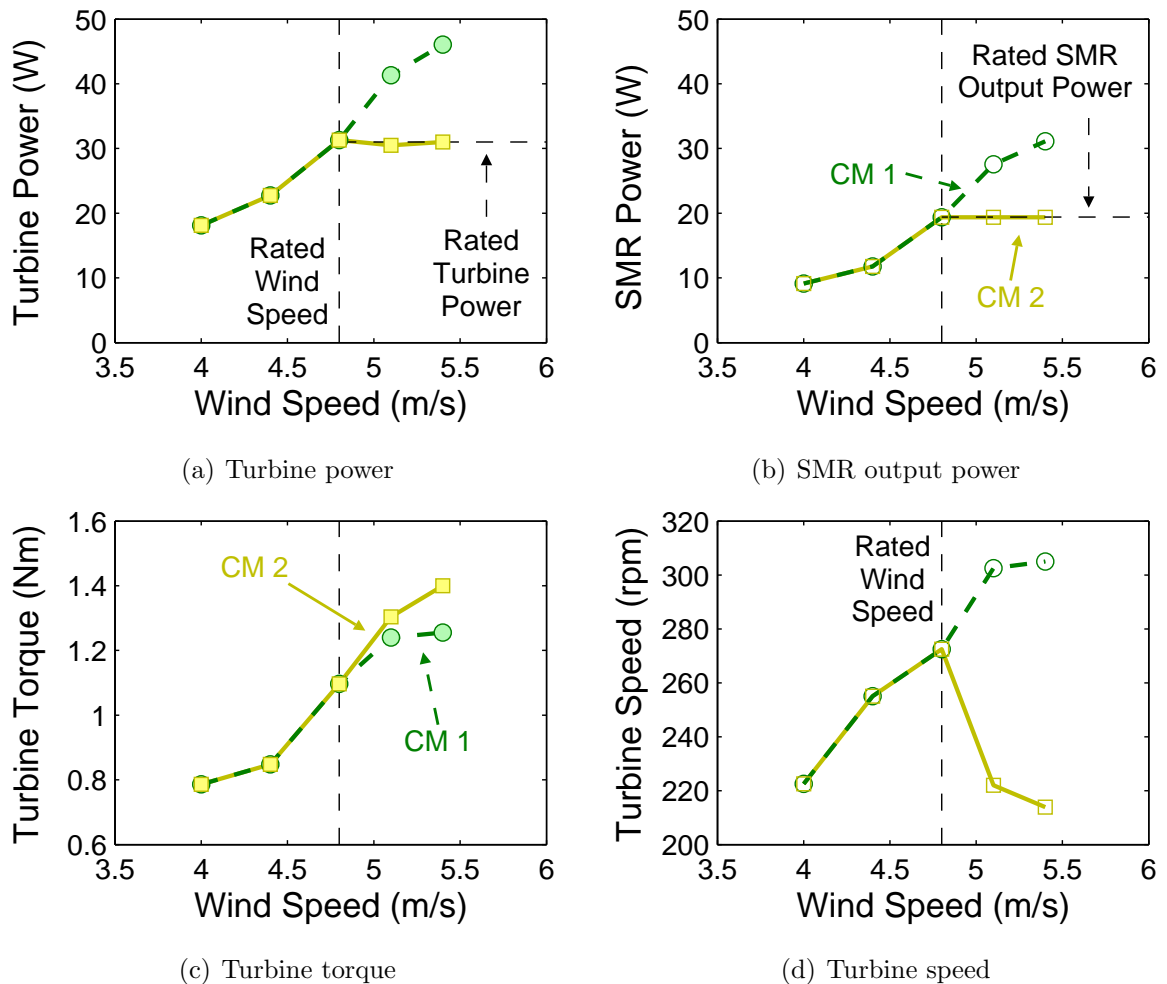 50
40
30
20
10
0
Turbine Power (W)
Rated
Wind
Speed
Rated
Turbine
Power
3.5 4 4.5 5 5.5 6
Wind Speed (m/s)
(a) Turbine power
50
40
30
20
10
0
SMR Power (W)
Rated SMR
Output Power
CM 1
CM 2
3.5 4 4.5 5 5.5 6
Wind Speed (m/s)
(b) SMR output power
1.6
1.4
1.2
1
0.8
0.6
Turbine Torque (Nm)
CM 2
CM 1
3.5 4 4.5 5 5.5 6
Wind Speed (m/s)
(c) Turbine torque
320
300
280
260
240
220
200
Turbine Speed (rpm)
Rated
Wind
Speed
3.5 4 4.5 5 5.5 6
Wind Speed (m/s)
(d) Turbine speed